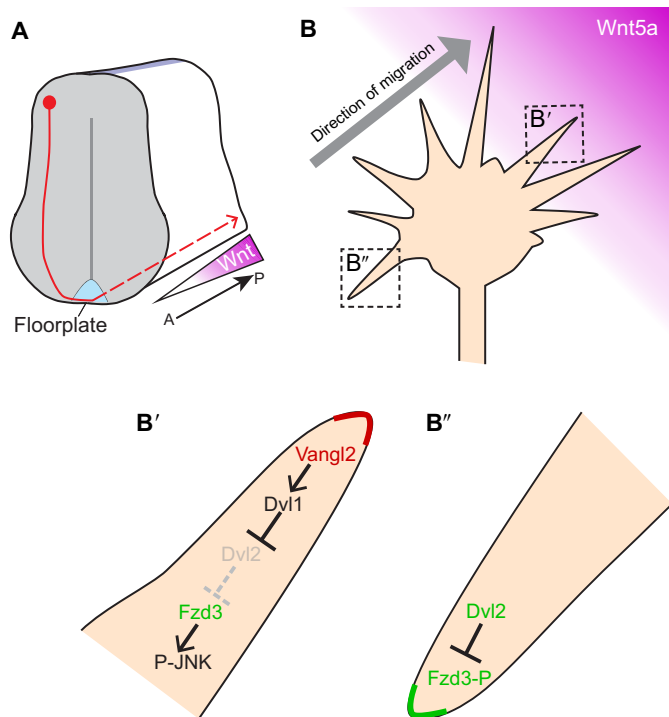 A
Wnt
P
A
Floorplate
B
Wnt5a
Direction of migration
B′
B″
B′
Vangl2
Dvl1
Dvl2
Fzd3
P-JNK
B″
Dvl2
Fzd3-P